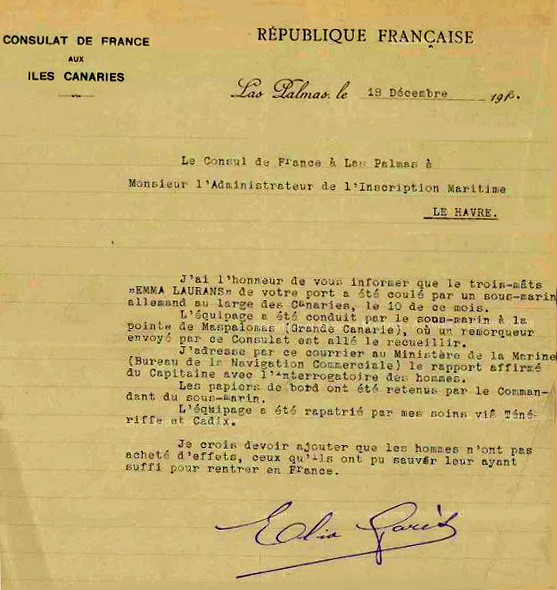 CONSULAT DE FRANCE
AUX
ILES CANARIES
RÉPUBLIQUE FRANÇAISE
Las Palmas, le 18 Décembre 191
Le Consul de France à Las Palmas à
Monsieur l'Administrateur de l'Inscription Maritime
LE HAVRE.
J'ai l'honneur de vous informer que le trois-mâts
"EMMA LAURANS" de votre port a été coulé par un sous-marin
allemand au large des Canaries, le 10 de ce mois.
L'équipage a été conduit par le sous-marin à la
pointe de Maspalomas (Grande Canarie), où un remorqueur
envoyé par ce Consulat est allé le recueillir.
J'adresse par ce courrier au Ministère de la Marine
(Bureau de la Navigation Commerciale) le rapport affirmé
du Capitaine avec l'interrogatoire des hommes.
Les papiers de bord ont été retenus par le Comman-
dant du sous-marin.
L'équipage a été rapatrié par mes soins via Téné-
riffe et Cadix.
Je crois devoir ajouter que les hommes n'ont pas
acheté d'effets, ceux qu'ils ont pu sauver leur ayant
suffi pour rentrer en France.